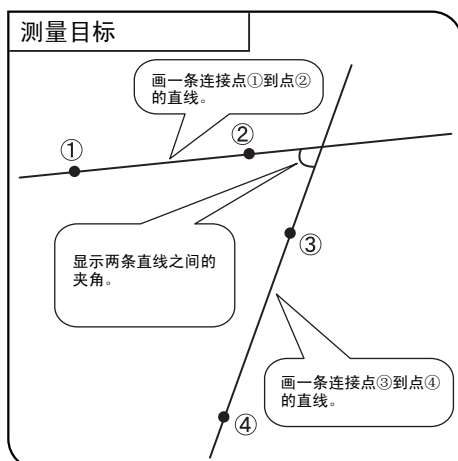 测量目标
画一条连接点①到点②
的直线。
①
②
显示两条直线之间的
夹角。
③
画一条连接点③到点④
的直线。
④